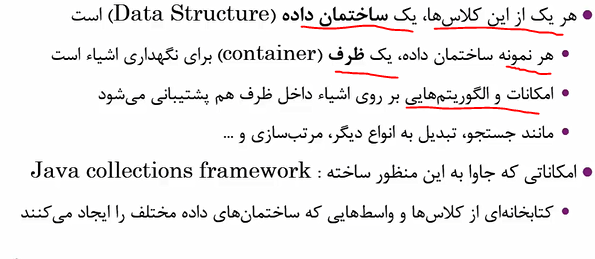 هر یک از این کلاس‌ها، یک ساختمان داده (Data Structure) است
هر نمونه ساختمان داده، یک ظرف (container) برای نگهداری اشیاء است
امکانات و الگوریتم‌هایی بر روی اشیاء داخل ظرف هم پشتیبانی می‌شود
مانند جستجو، تبدیل به انواع دیگر، مرتب‌سازی و ...
امکاناتی که جاوا به این منظور ساخته : Java collections framework
کتابخانه‌ای از کلاس‌ها و واسط‌هایی که ساختمان‌های داده مختلف را ایجاد می‌کنند